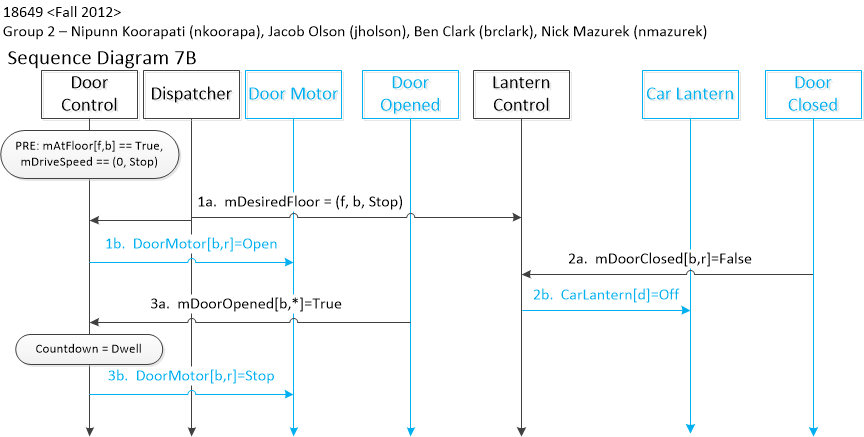 18649 <Fall 2012>
Group 2 – Nipunn Koorapati (nkoorapa), Jacob Olson (jholson), Ben Clark (brclark), Nick Mazurek (nmazurek)
Sequence Diagram 7B
Door
Control
Dispatcher
Door Motor
Door
Opened
Lantern
Control
Car Lantern
Door
Closed
PRE: mAtFloor[f,b] == True,
mDriveSpeed == (0, Stop)
1a. mDesiredFloor = (f, b, Stop)
1b. DoorMotor[b,r]=Open
2a. mDoorClosed[b,r]=False
2b. CarLantern[d]=Off
3a. mDoorOpened[b,*]=True
Countdown = Dwell
3b. DoorMotor[b,r]=Stop